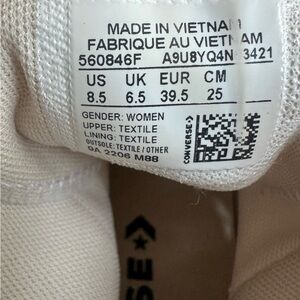 MADE IN VIETNAM
FABRIQUE AU VIETNAM
560846F A9U8YQ4N 3421
US UK EUR CM
8.5 6.5 39.5 25
GENDER: WOMEN
UPPER: TEXTILE
LINING: TEXTILE
OUTSOLE: TEXTILE / OTHER
QA 2206 M88
CONVERSE